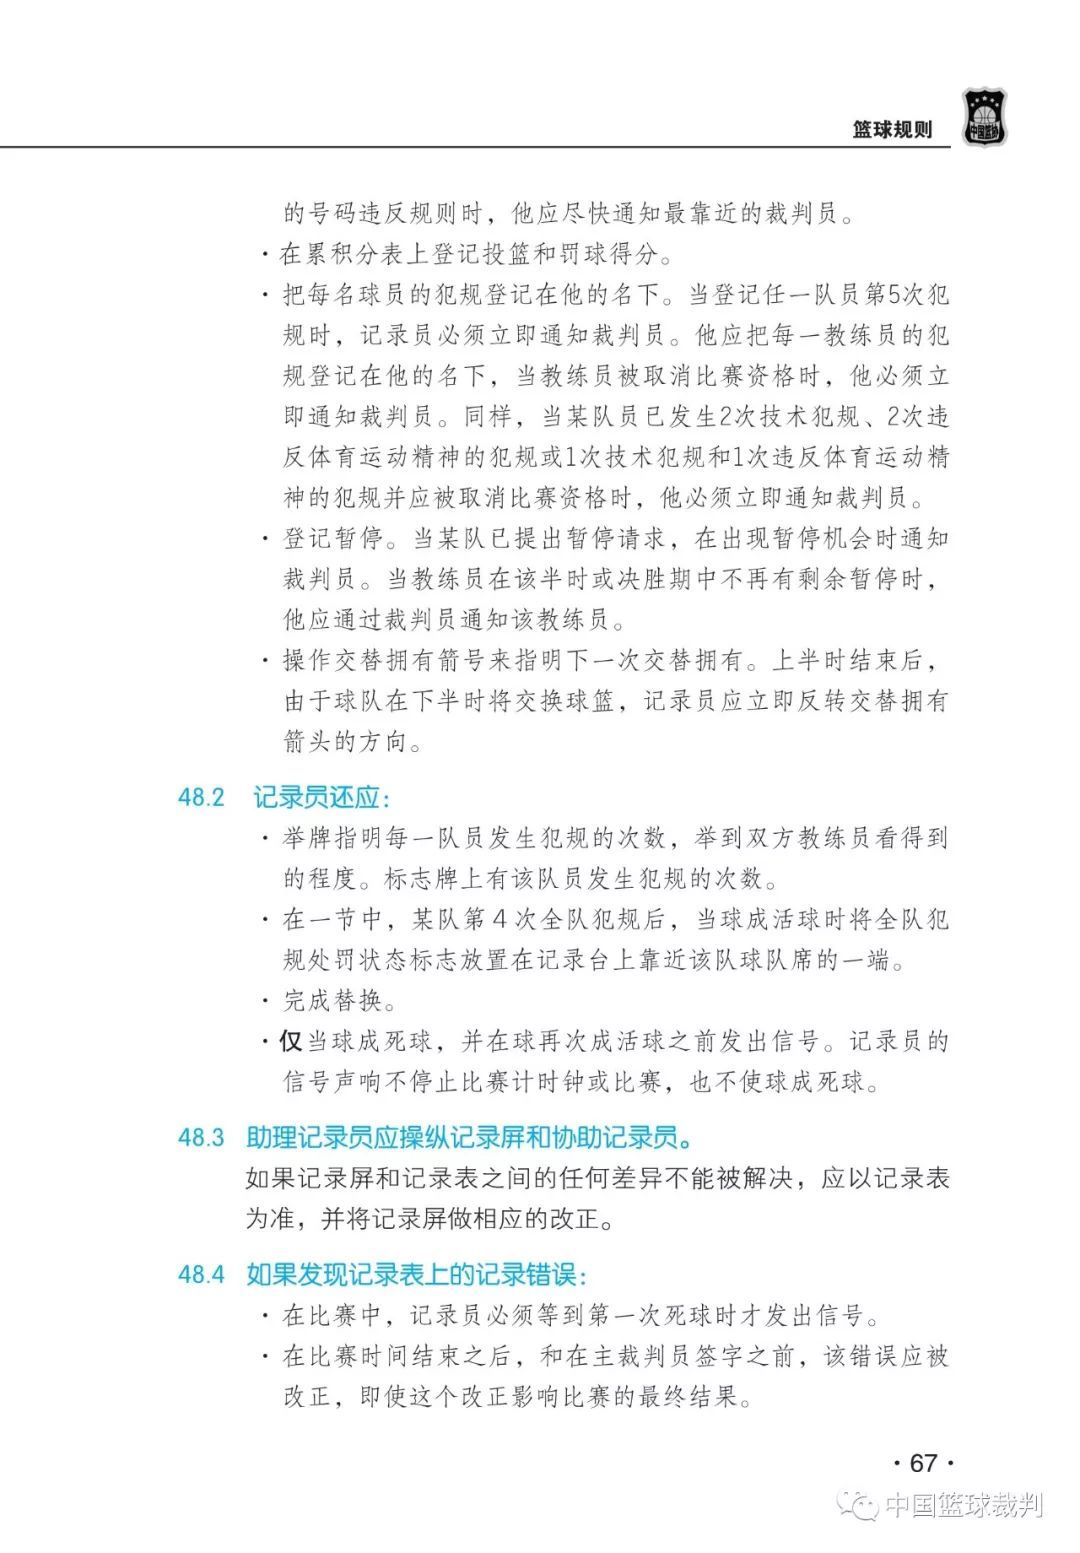 篮球规则
中国篮协
的号码违反规则时，他应尽快通知最靠近的裁判员。
·在累积分表上登记投篮和罚球得分。
·把每名球员的犯规登记在他的名下。当登记任一队员第5次犯
规时，记录员必须立即通知裁判员。他应把每一教练员的犯
规登记在他的名下，当教练员被取消比赛资格时，他必须立
即通知裁判员。同样，当某队员已发生2次技术犯规、2次违
反体育运动精神的犯规或1次技术犯规和1次违反体育运动精
神的犯规并应被取消比赛资格时，他必须立即通知裁判员。
·登记暂停。当某队已提出暂停请求，在出现暂停机会时通知
裁判员。当教练员在该半时或决胜期中不再有剩余暂停时，
他应通过裁判员通知该教练员。
·操作交替拥有箭号来指明下一次交替拥有。上半时结束后，
由于球队在下半时将交换球篮，记录员应立即反转交替拥有
箭头的方向。
48.2 记录员还应：
·举牌指明每一队员发生犯规的次数，举到双方教练员看得到
的程度。标志牌上有该队员发生犯规的次数。
·在一节中，某队第4次全队犯规后，当球成活球时将全队犯
规处罚状态标志放置在记录台上靠近该队球队席的一端。
·完成替换。
·仅当球成死球，并在球再次成活球之前发出信号。记录员的
信号声响不停止比赛计时钟或比赛，也不使球成死球。
48.3 助理记录员应操纵记录屏和协助记录员。
如果记录屏和记录表之间的任何差异不能被解决，应以记录表
为准，并将记录屏做相应的改正。
48.4 如果发现记录表上的记录错误：
·在比赛中，记录员必须等到第一次死球时才发出信号。
·在比赛时间结束之后，和在主裁判员签字之前，该错误应被
改正，即使这个改正影响比赛的最终结果。
·67·
中国篮球裁判